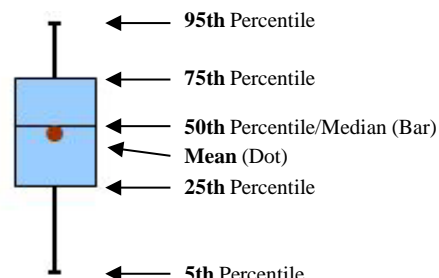 95th Percentile
75th Percentile
50th Percentile/Median (Bar)
Mean (Dot)
25th Percentile
5th Percentile